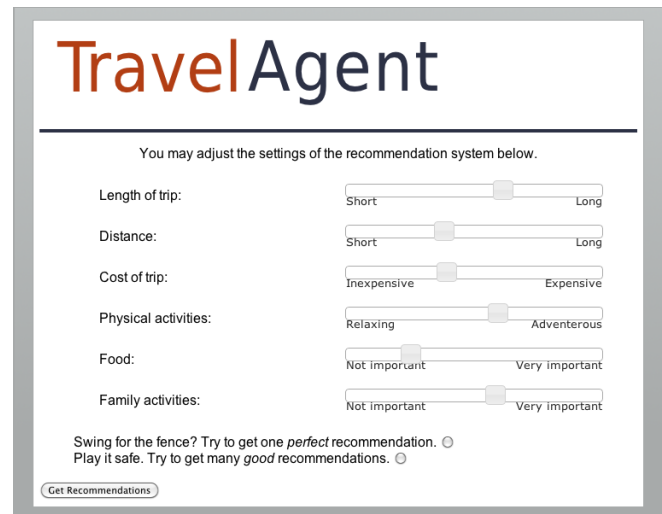 TravelAgent
You may adjust the settings of the recommendation system below.
Length of trip:
Short Long
Distance:
Short Long
Cost of trip:
Inexpensive Expensive
Physical activities:
Relaxing Adventerous
Food:
Not important Very important
Family activities:
Not important Very important
Swing for the fence? Try to get one perfect recommendation.
Play it safe. Try to get many good recommendations.
Get Recommendations